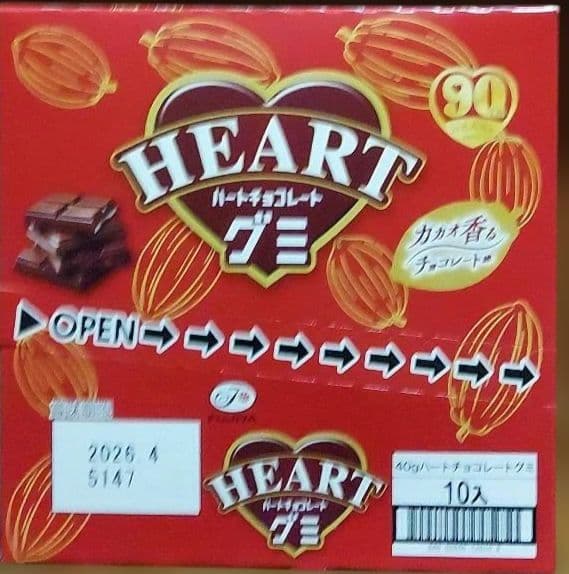 90
HEART
ハートチョコレート
グミ
カカオ香る
チョコレート味
OPEN
FUJIYA
2026.4
5147
HEART
ハートチョコレート
グミ
40gハートチョコレートグミ
10入